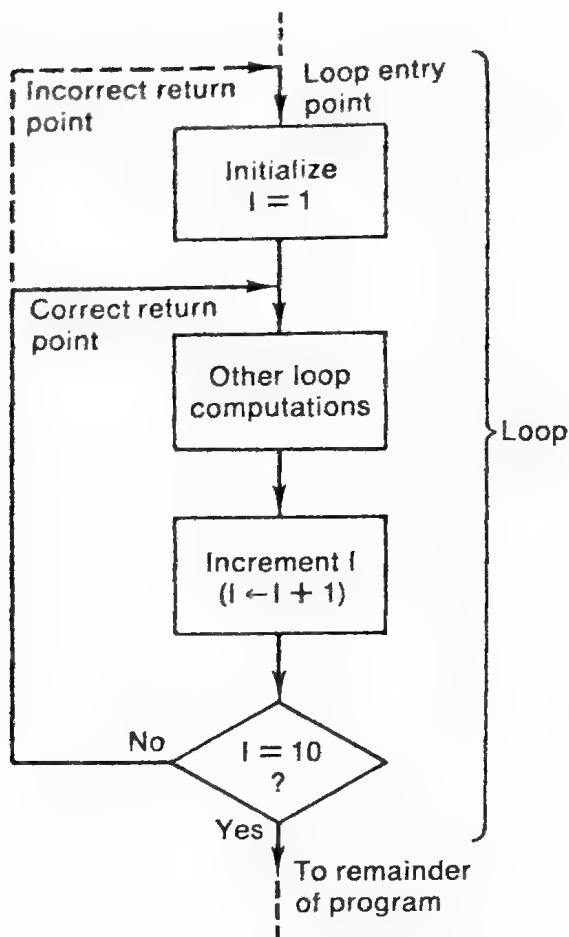 Incorrect return
point
Loop entry
point
Initialize
I = 1
Correct return
point
Other loop
computations
Loop
Increment I
(I ← I + 1)
No
I = 10
?
Yes
To remainder
of program